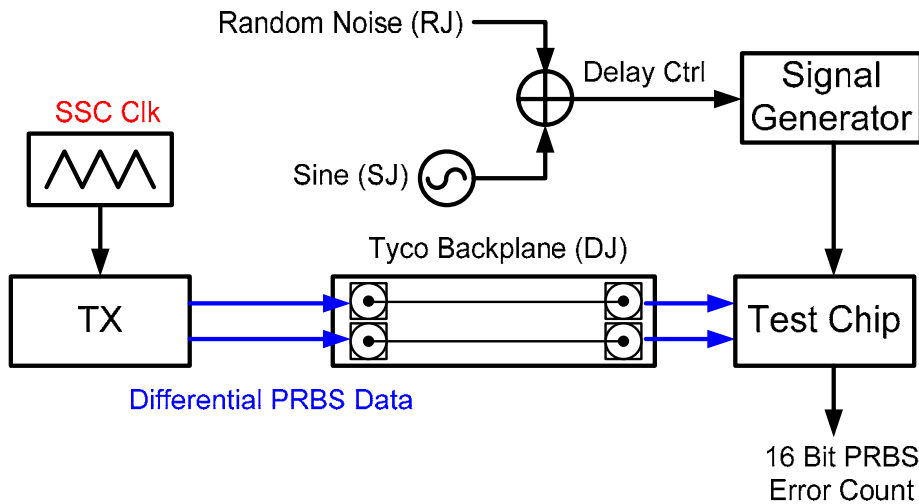 Random Noise (RJ)
Delay Ctrl
Signal
Generator
SSC Clk
Sine (SJ)
Tyco Backplane (DJ)
TX
Test Chip
Differential PRBS Data
16 Bit PRBS
Error Count